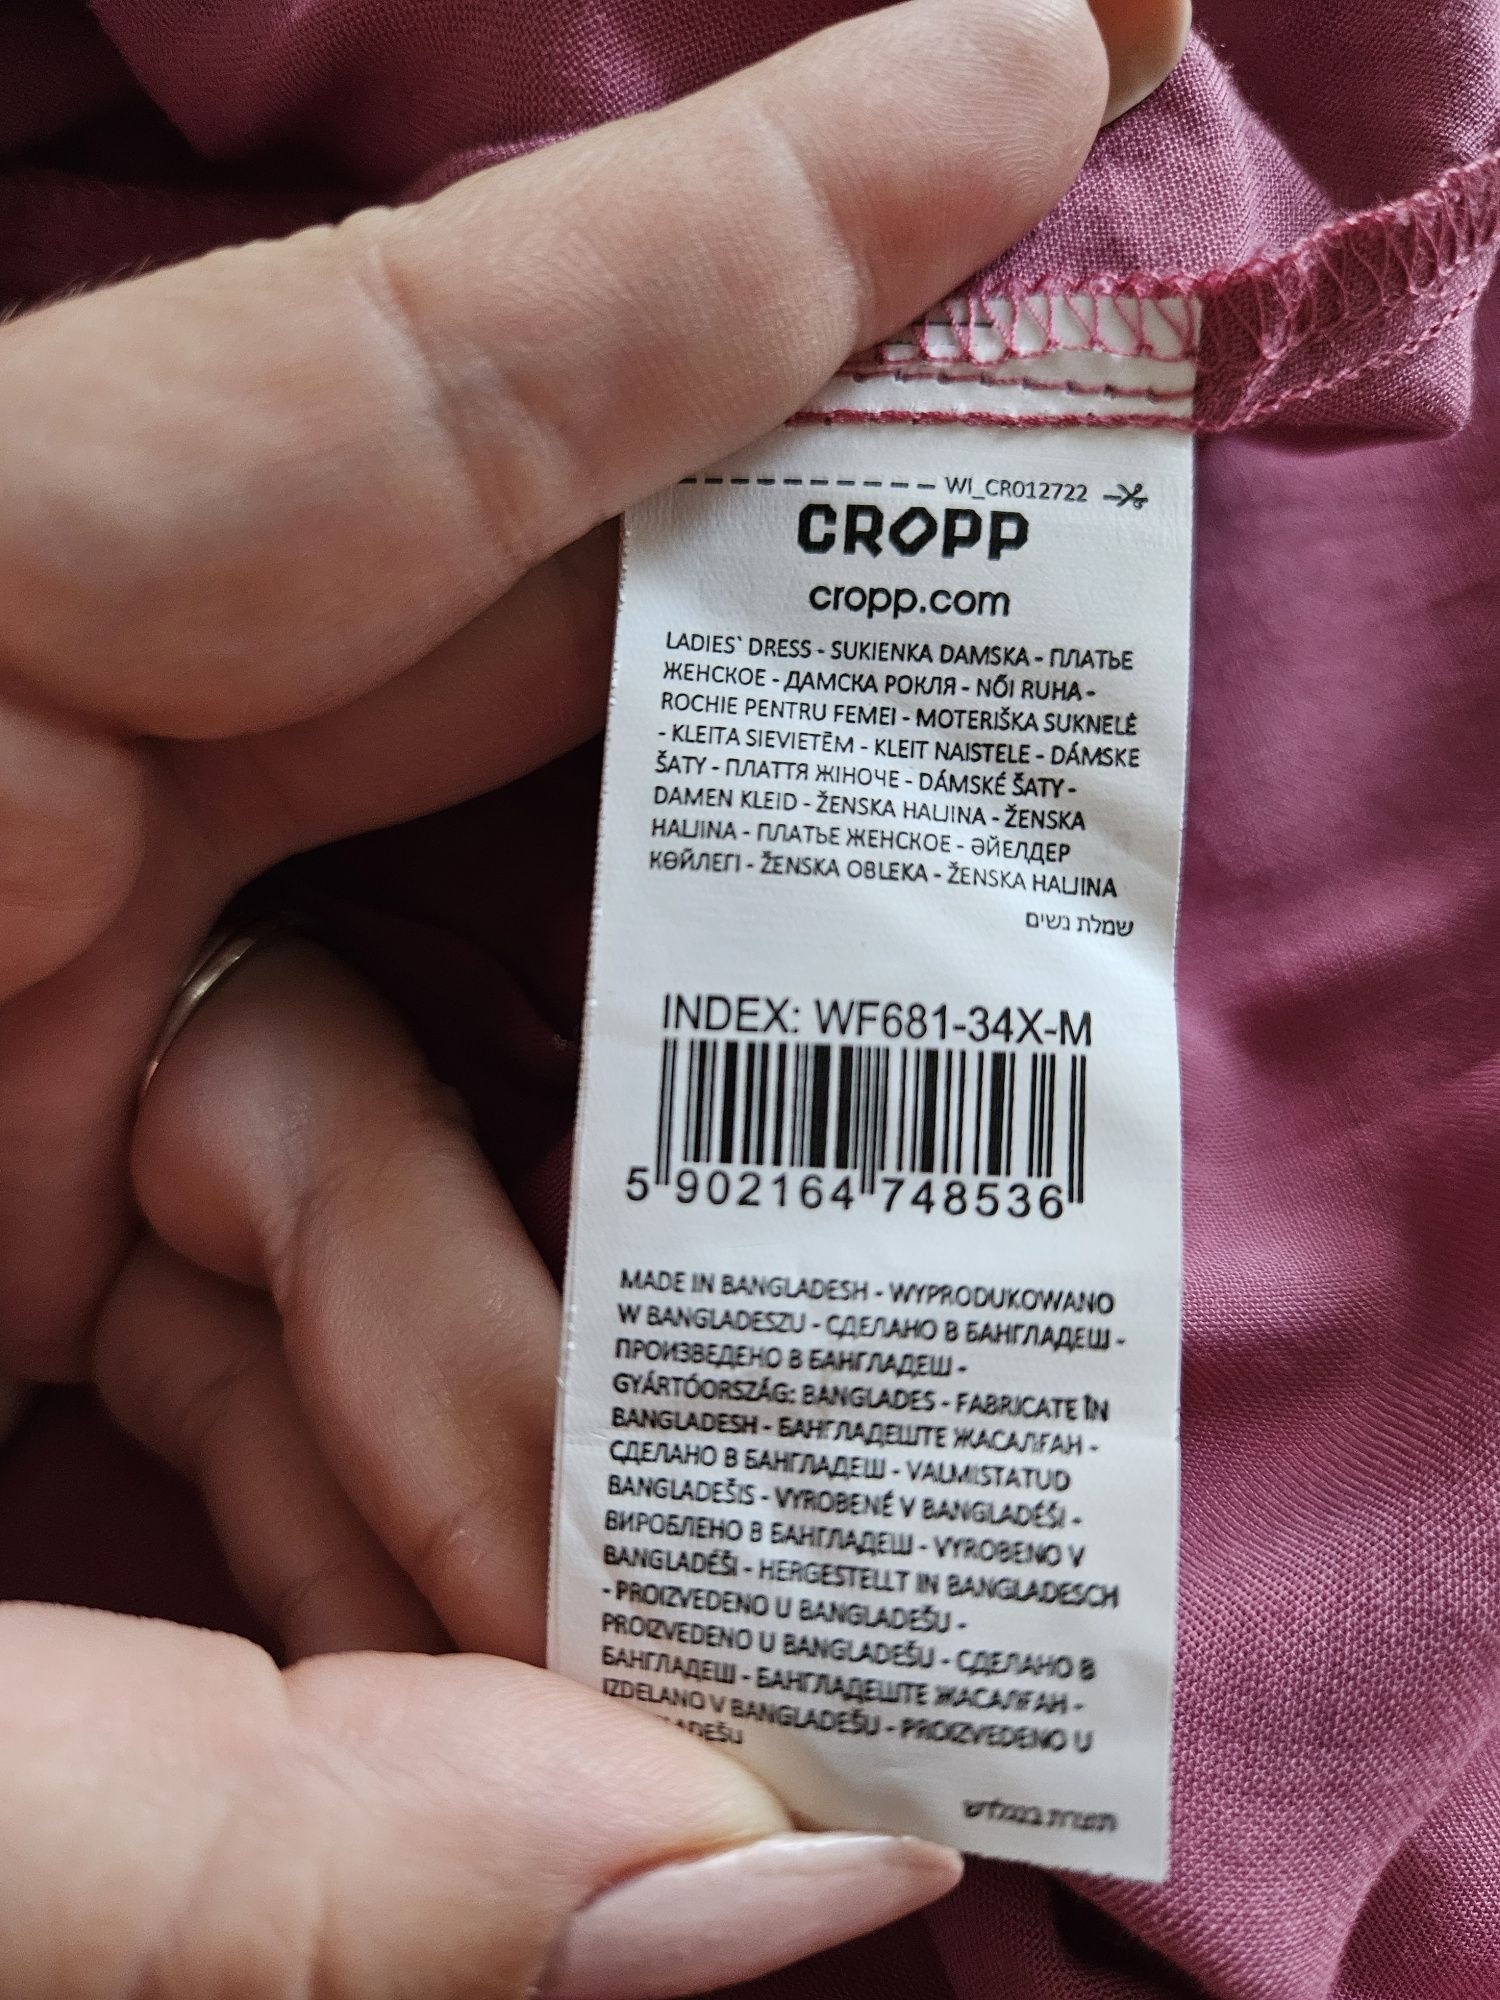 WI_CR012722
CROPP
cropp.com
LADIES` DRESS - SUKIENKA DAMSKA - ПЛАТЬЕ
ЖЕНСКОЕ - ДАМСКА РОКЛЯ - NŐI RUHA -
ROCHIE PENTRU FEMEI - MOTERIŠKA SUKNELĖ
- KLEITA SIEVIETĒM - KLEIT NAISTELE - DÁMSKE
ŠATY - ПЛАТТЯ ЖІНОЧЕ - DÁMSKÉ ŠATY -
DAMEN KLEID - ŽENSKA HALJINA - ŽENSKA
HALJINA - ПЛАТЬЕ ЖЕНСКОЕ - ӘЙЕЛДЕР
КӨЙЛЕГІ - ŽENSKA OBLEKA - ŽENSKA HALJINA
שמלת נשים
INDEX: WF681-34X-M
5 902164 748536
MADE IN BANGLADESH - WYPRODUKOWANO
W BANGLADESZU - СДЕЛАНО В БАНГЛАДЕШ -
ПРОИЗВЕДЕНО В БАНГЛАДЕШ -
GYÁRTÓORSZÁG: BANGLADES - FABRICATE ÎN
BANGLADESH - БАНГЛАДЕШТЕ ЖАСАЛҒАН -
СДЕЛАНО В БАНГЛАДЕШ - VALMISTATUD
BANGLADEŠIS - VYROBENÉ V BANGLADÉŠI -
ВИРОБЛЕНО В БАНГЛАДЕШ - VYROBENO V
BANGLADÉŠI - HERGESTELLT IN BANGLADESCH
- PROIZVEDENO U BANGLADEŠU -
PROIZVEDENO U BANGLADEŠU - СДЕЛАНО В
БАНГЛАДЕШ - БАНГЛАДЕШТЕ ЖАСАЛҒАН -
IZDELANO V BANGLADEŠU - PROIZVEDENO U